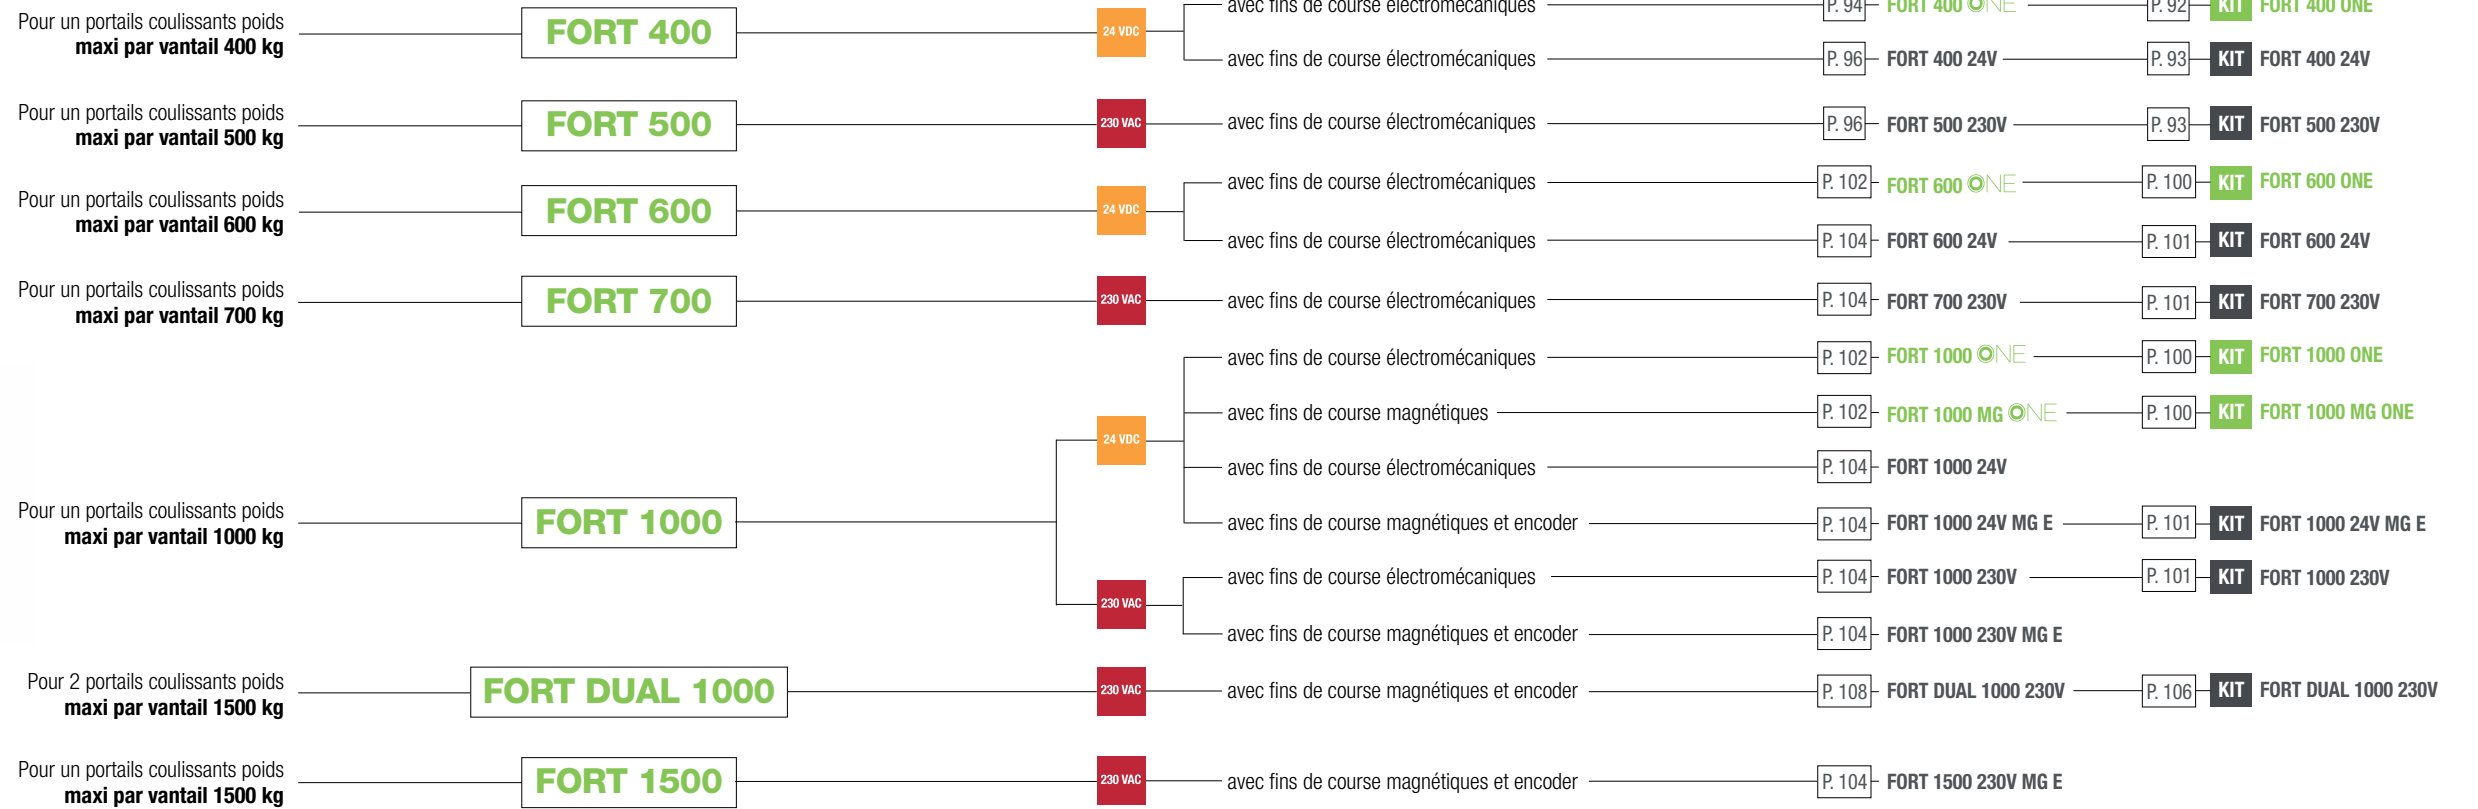 Pour un portails coulissants poids
maxi par vantail 400 kg
FORT 400
24 VDC
avec fins de course électromécaniques
P. 94
FORT 400 ONE
P. 92
KIT
FORT 400 ONE
avec fins de course électromécaniques
P. 96
FORT 400 24V
P. 93
KIT
FORT 400 24V
Pour un portails coulissants poids
maxi par vantail 500 kg
FORT 500
230 VAC
avec fins de course électromécaniques
P. 96
FORT 500 230V
P. 93
KIT
FORT 500 230V
Pour un portails coulissants poids
maxi par vantail 600 kg
FORT 600
24 VDC
avec fins de course électromécaniques
P. 102
FORT 600 ONE
P. 100
KIT
FORT 600 ONE
avec fins de course électromécaniques
P. 104
FORT 600 24V
P. 101
KIT
FORT 600 24V
Pour un portails coulissants poids
maxi par vantail 700 kg
FORT 700
230 VAC
avec fins de course électromécaniques
P. 104
FORT 700 230V
P. 101
KIT
FORT 700 230V
Pour un portails coulissants poids
maxi par vantail 1000 kg
FORT 1000
24 VDC
avec fins de course électromécaniques
P. 102
FORT 1000 ONE
P. 100
KIT
FORT 1000 ONE
avec fins de course magnétiques
P. 102
FORT 1000 MG ONE
P. 100
KIT
FORT 1000 MG ONE
avec fins de course électromécaniques
P. 104
FORT 1000 24V
avec fins de course magnétiques et encoder
P. 104
FORT 1000 24V MG E
P. 101
KIT
FORT 1000 24V MG E
230 VAC
avec fins de course électromécaniques
P. 104
FORT 1000 230V
P. 101
KIT
FORT 1000 230V
avec fins de course magnétiques et encoder
P. 104
FORT 1000 230V MG E
Pour 2 portails coulissants poids
maxi par vantail 1500 kg
FORT DUAL 1000
230 VAC
avec fins de course magnétiques et encoder
P. 108
FORT DUAL 1000 230V
P. 106
KIT
FORT DUAL 1000 230V
Pour un portails coulissants poids
maxi par vantail 1500 kg
FORT 1500
230 VAC
avec fins de course magnétiques et encoder
P. 104
FORT 1500 230V MG E